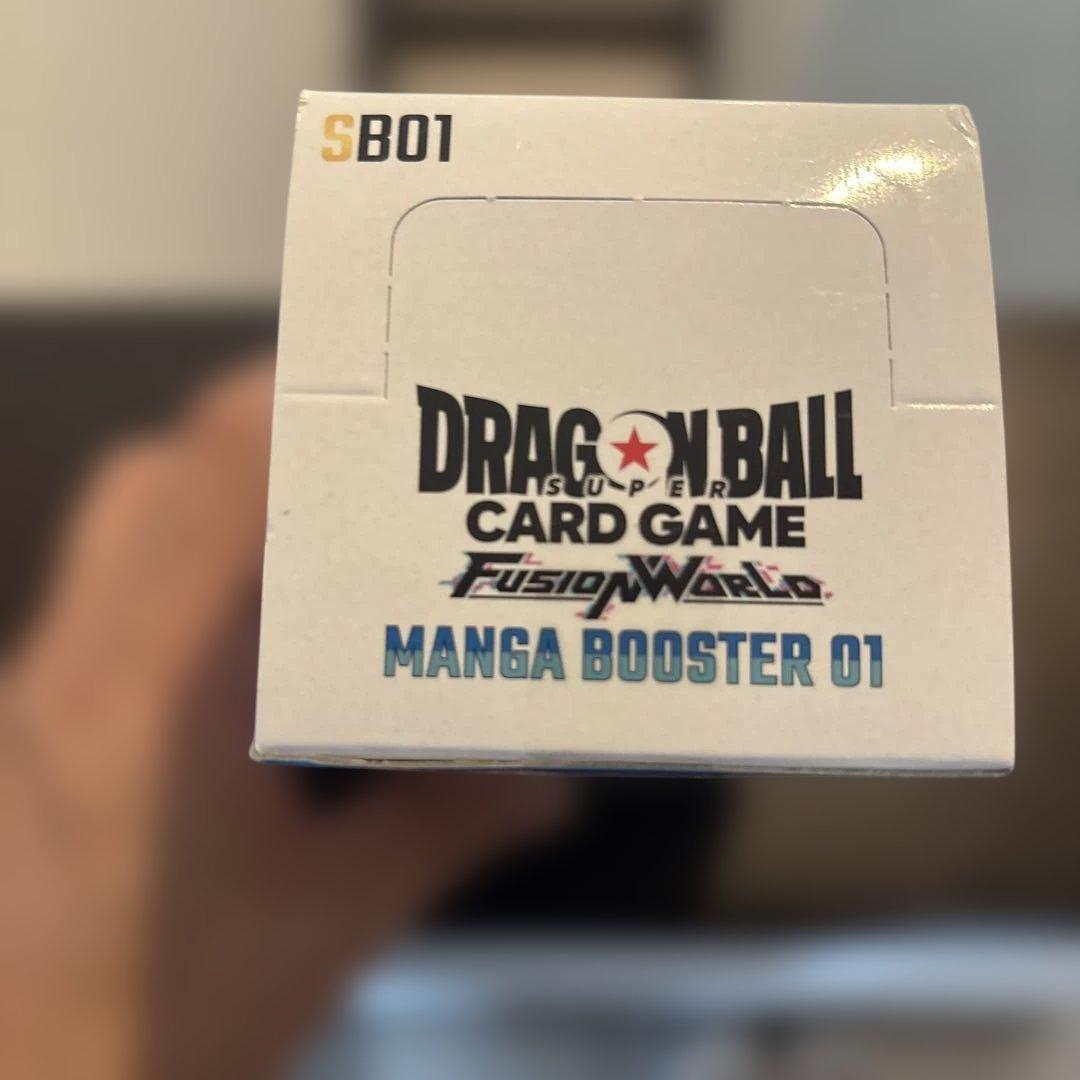 SB01
DRAGON BALL
SUPER
CARD GAME
FUSION WORLD
MANGA BOOSTER 01